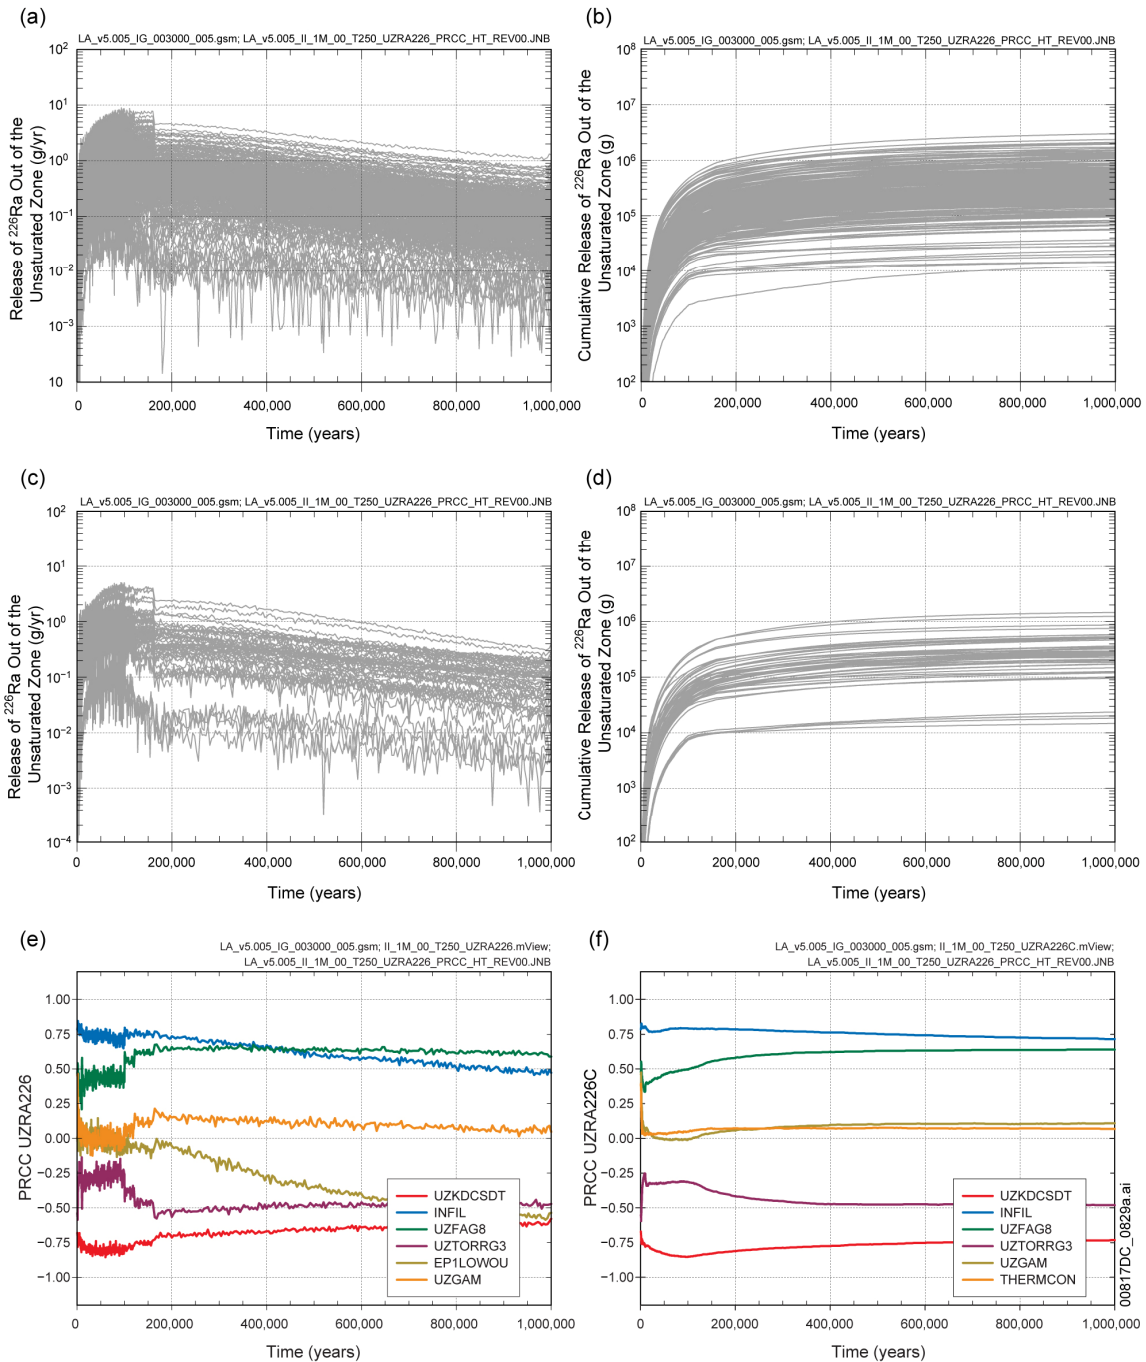 (a)
LA_v5.005_IG_003000_005.gsm; LA_v5.005_II_1M_00_T250_UZRA226_PRCC_HT_REV00.JNB
Release of ²²⁶Ra Out of the
Unsaturated Zone (g/yr)
10²
10¹
10⁰
10⁻¹
10⁻²
10⁻³
10
0
200,000
400,000
600,000
800,000
1,000,000
Time (years)
(b)
LA_v5.005_IG_003000_005.gsm; LA_v5.005_II_1M_00_T250_UZRA226_PRCC_HT_REV00.JNB
Cumulative Release of ²²⁶Ra Out of the
Unsaturated Zone (g)
10⁸
10⁷
10⁶
10⁵
10⁴
10³
10²
0
200,000
400,000
600,000
800,000
1,000,000
Time (years)
(c)
LA_v5.005_IG_003000_005.gsm; LA_v5.005_II_1M_00_T250_UZRA226_PRCC_HT_REV00.JNB
Release of ²²⁶Ra Out of the
Unsaturated Zone (g/yr)
10²
10¹
10⁰
10⁻¹
10⁻²
10⁻³
10⁻⁴
0
200,000
400,000
600,000
800,000
1,000,000
Time (years)
(d)
LA_v5.005_IG_003000_005.gsm; LA_v5.005_II_1M_00_T250_UZRA226_PRCC_HT_REV00.JNB
Cumulative Release of ²²⁶Ra Out of the
Unsaturated Zone (g)
10⁸
10⁷
10⁶
10⁵
10⁴
10³
10²
0
200,000
400,000
600,000
800,000
1,000,000
Time (years)
(e)
LA_v5.005_IG_003000_005.gsm; II_1M_00_T250_UZRA226.mView;
LA_v5.005_II_1M_00_T250_UZRA226_PRCC_HT_REV00.JNB
PRCC UZRA226
1.00
0.75
0.50
0.25
0.00
−0.25
−0.50
−0.75
−1.00
UZKDCSDT
INFIL
UZFAG8
UZTORRG3
EP1LOWOU
UZGAM
0
200,000
400,000
600,000
800,000
1,000,000
Time (years)
(f)
LA_v5.005_IG_003000_005.gsm; II_1M_00_T250_UZRA226C.mView;
LA_v5.005_II_1M_00_T250_UZRA226_PRCC_HT_REV00.JNB
PRCC UZRA226C
1.00
0.75
0.50
0.25
0.00
−0.25
−0.50
−0.75
−1.00
UZKDCSDT
INFIL
UZFAG8
UZTORRG3
UZGAM
THERMCON
0
200,000
400,000
600,000
800,000
1,000,000
Time (years)
00817DC_0829a.ai